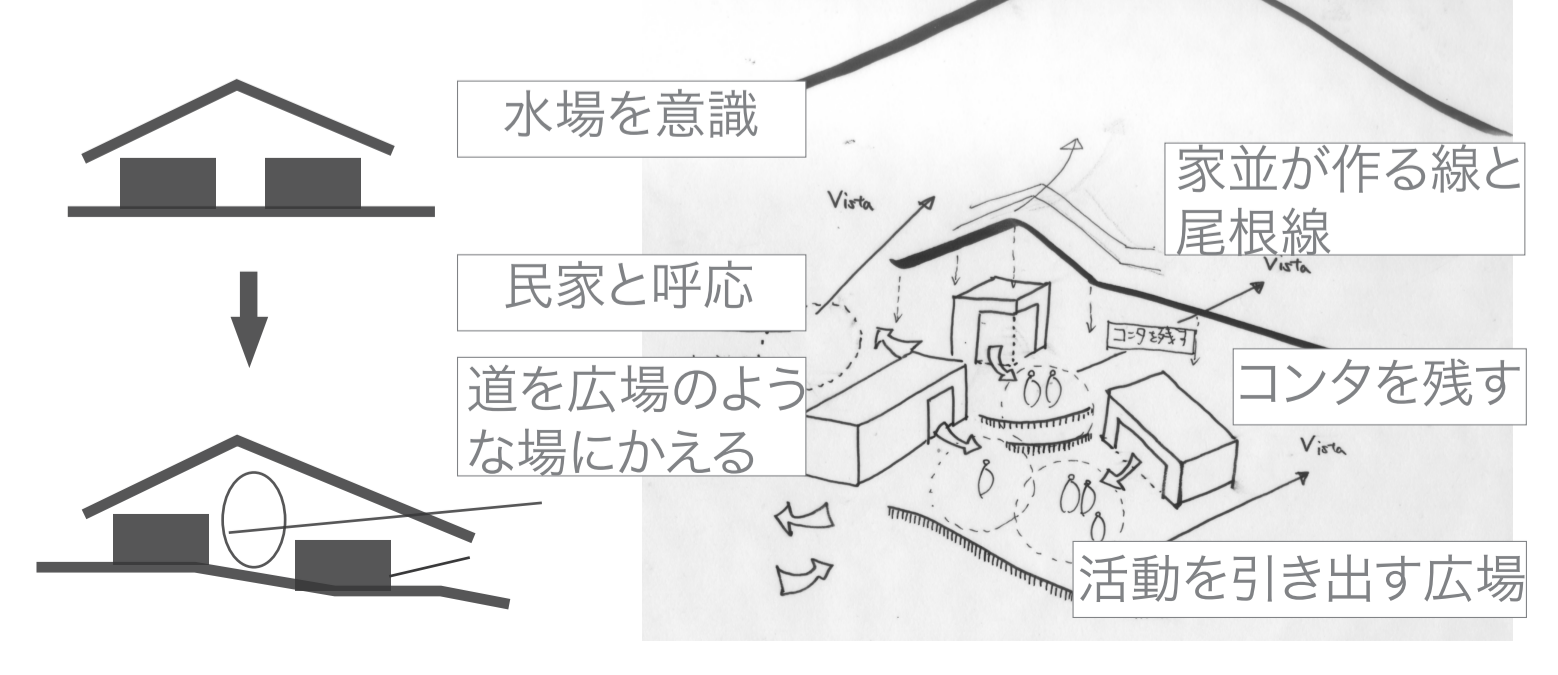 水場を意識
民家と呼応
道を広場のよう
な場にかえる
Vista
家並が作る線と
尾根線
Vista
コンタを残す
コンタを残す
Vista
活動を引き出す広場